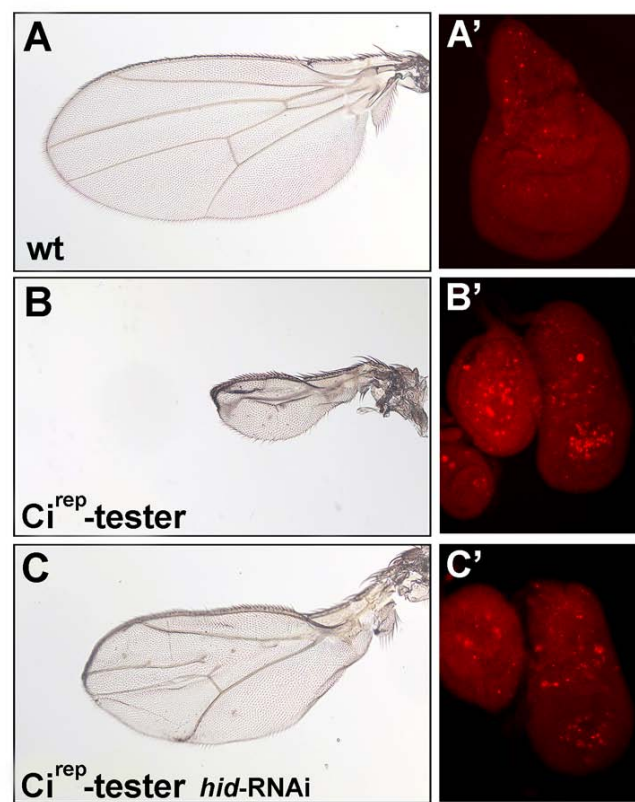 A
A'
wt
B
B'
Ci^rep-tester
C
C'
Ci^rep-tester hid-RNAi